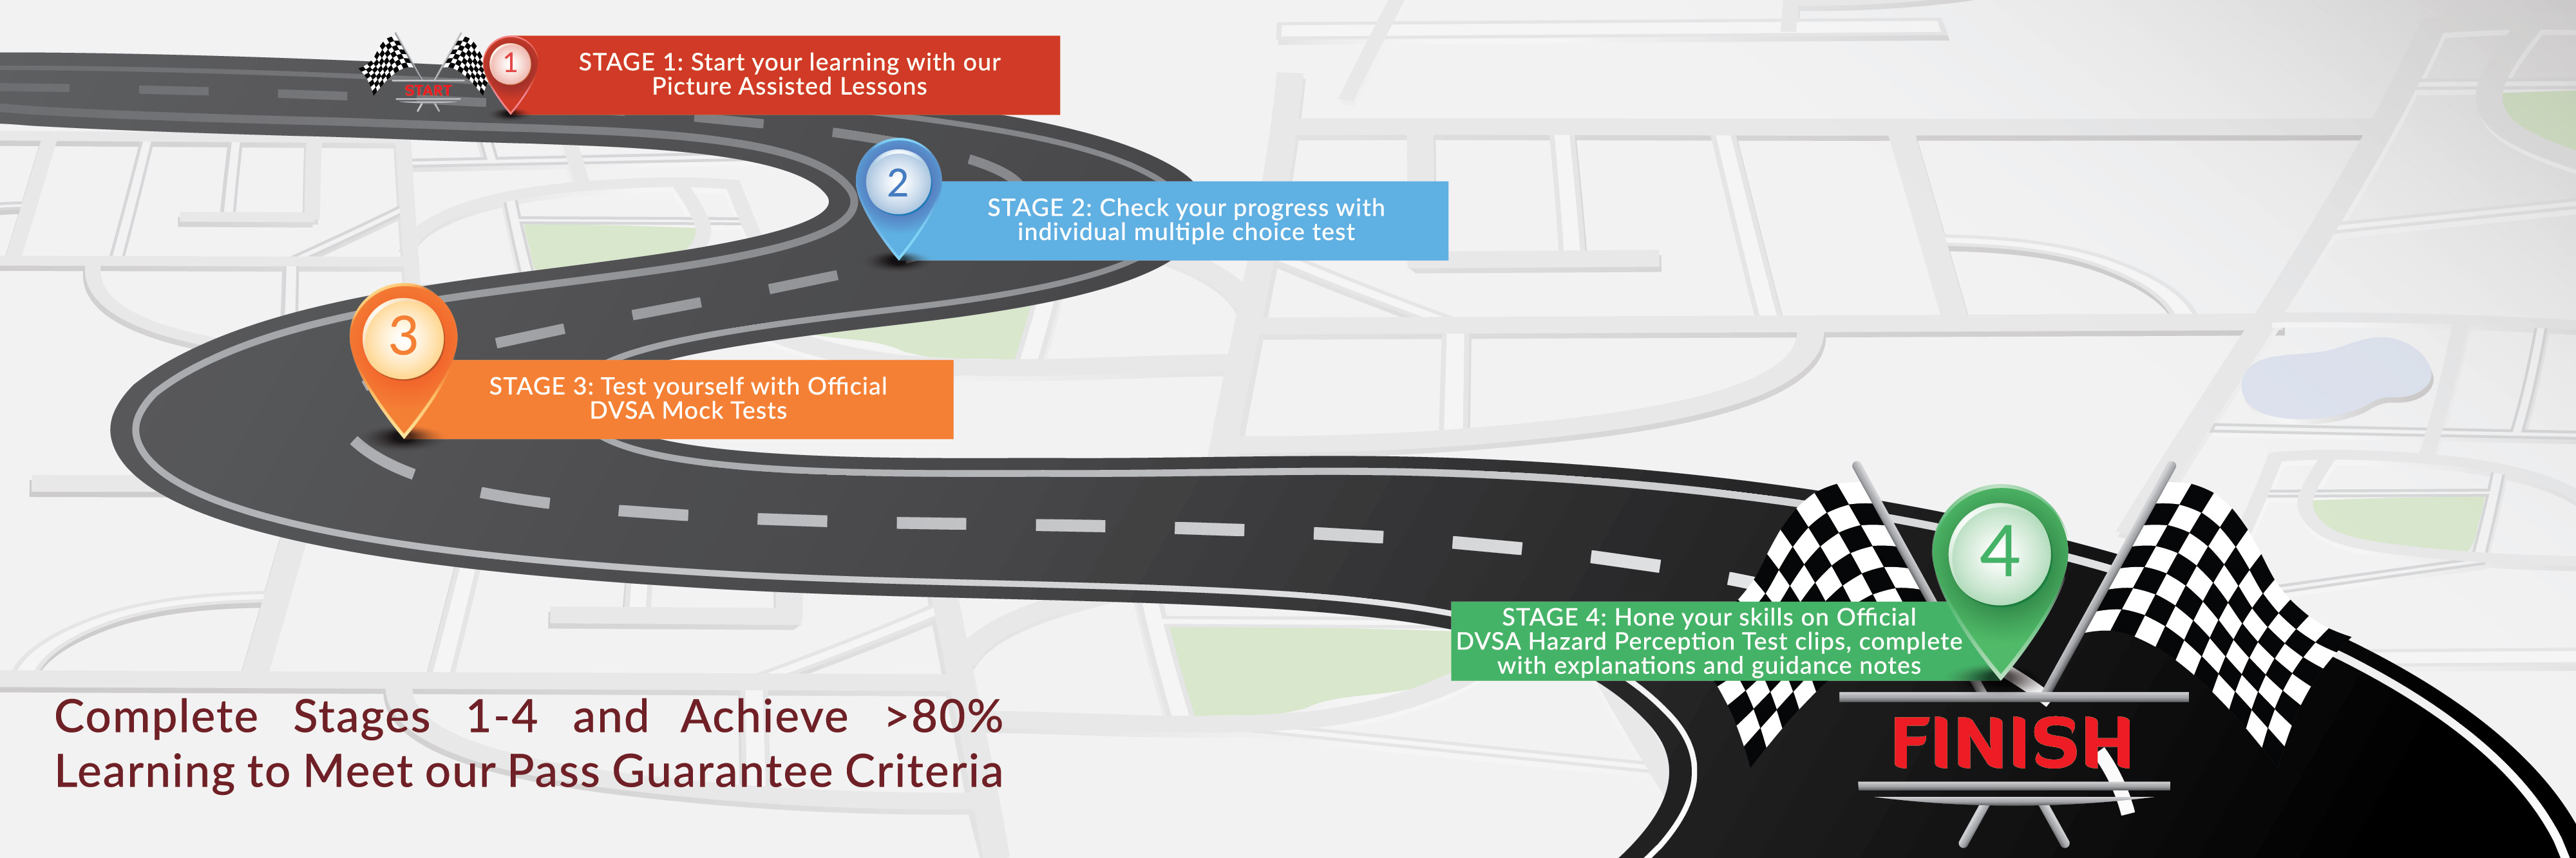 START
1
STAGE 1: Start your learning with our
Picture Assisted Lessons
2
STAGE 2: Check your progress with
individual multiple choice test
3
STAGE 3: Test yourself with Official
DVSA Mock Tests
4
STAGE 4: Hone your skills on Official
DVSA Hazard Perception Test clips, complete
with explanations and guidance notes
FINISH
Complete Stages 1-4 and Achieve >80%
Learning to Meet our Pass Guarantee Criteria